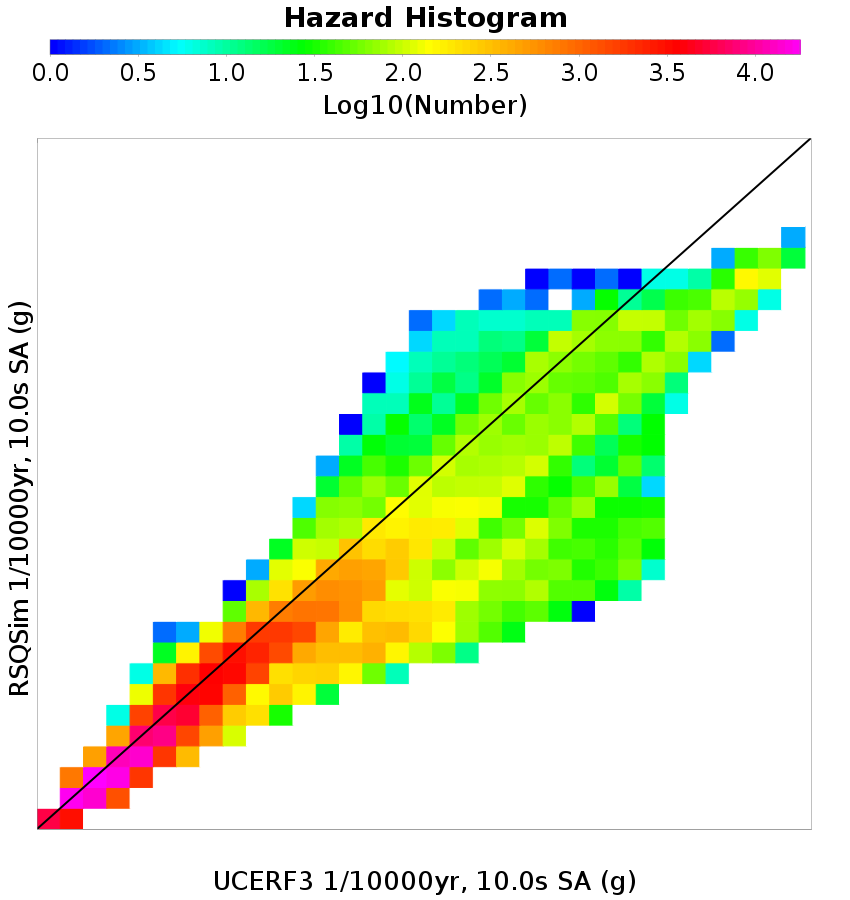 Hazard Histogram
0.0 0.5 1.0 1.5 2.0 2.5 3.0 3.5 4.0
Log10(Number)
RSQSim 1/10000yr, 10.0s SA (g)
UCERF3 1/10000yr, 10.0s SA (g)